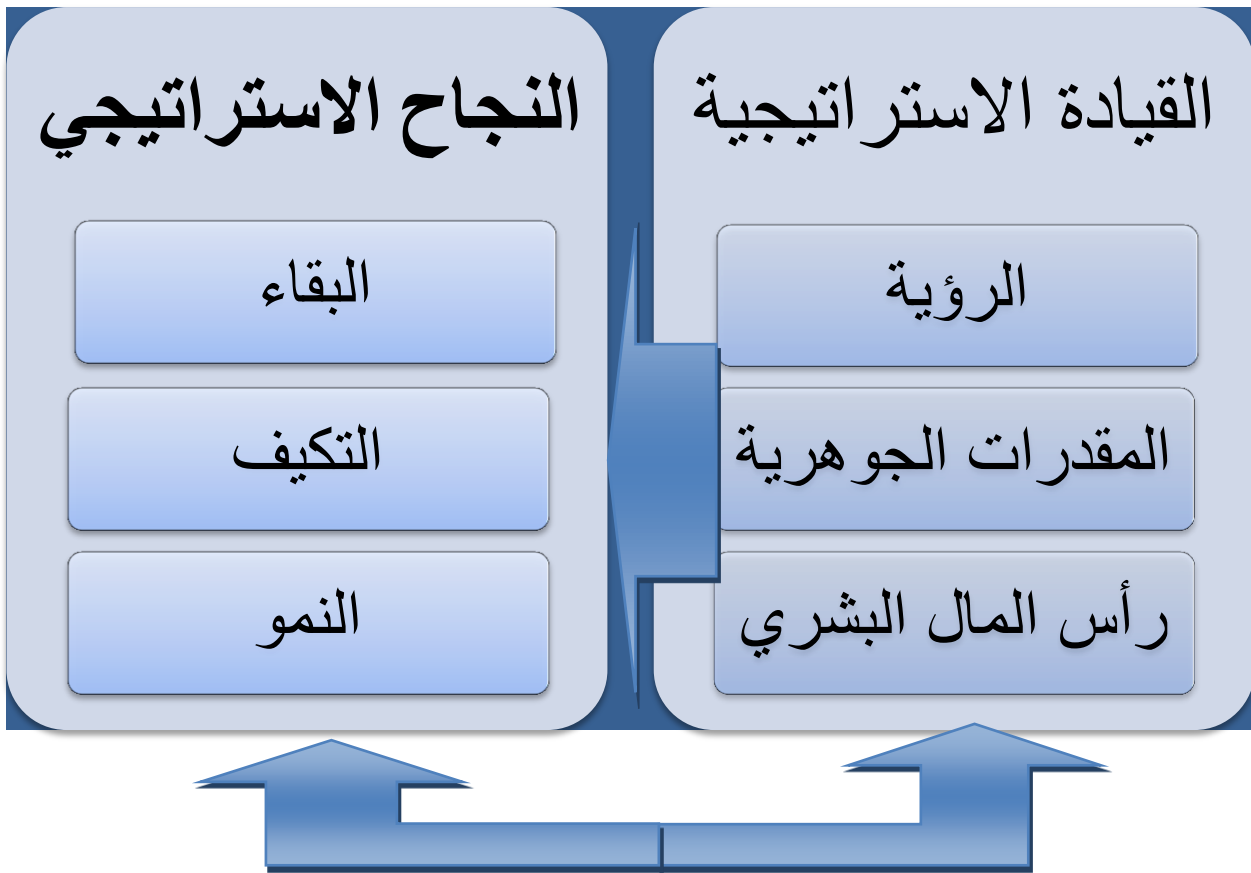 القيادة الاستراتيجية
الرؤية
المقدرات الجوهرية
رأس المال البشري
النجاح الاستراتيجي
البقاء
التكيف
النمو